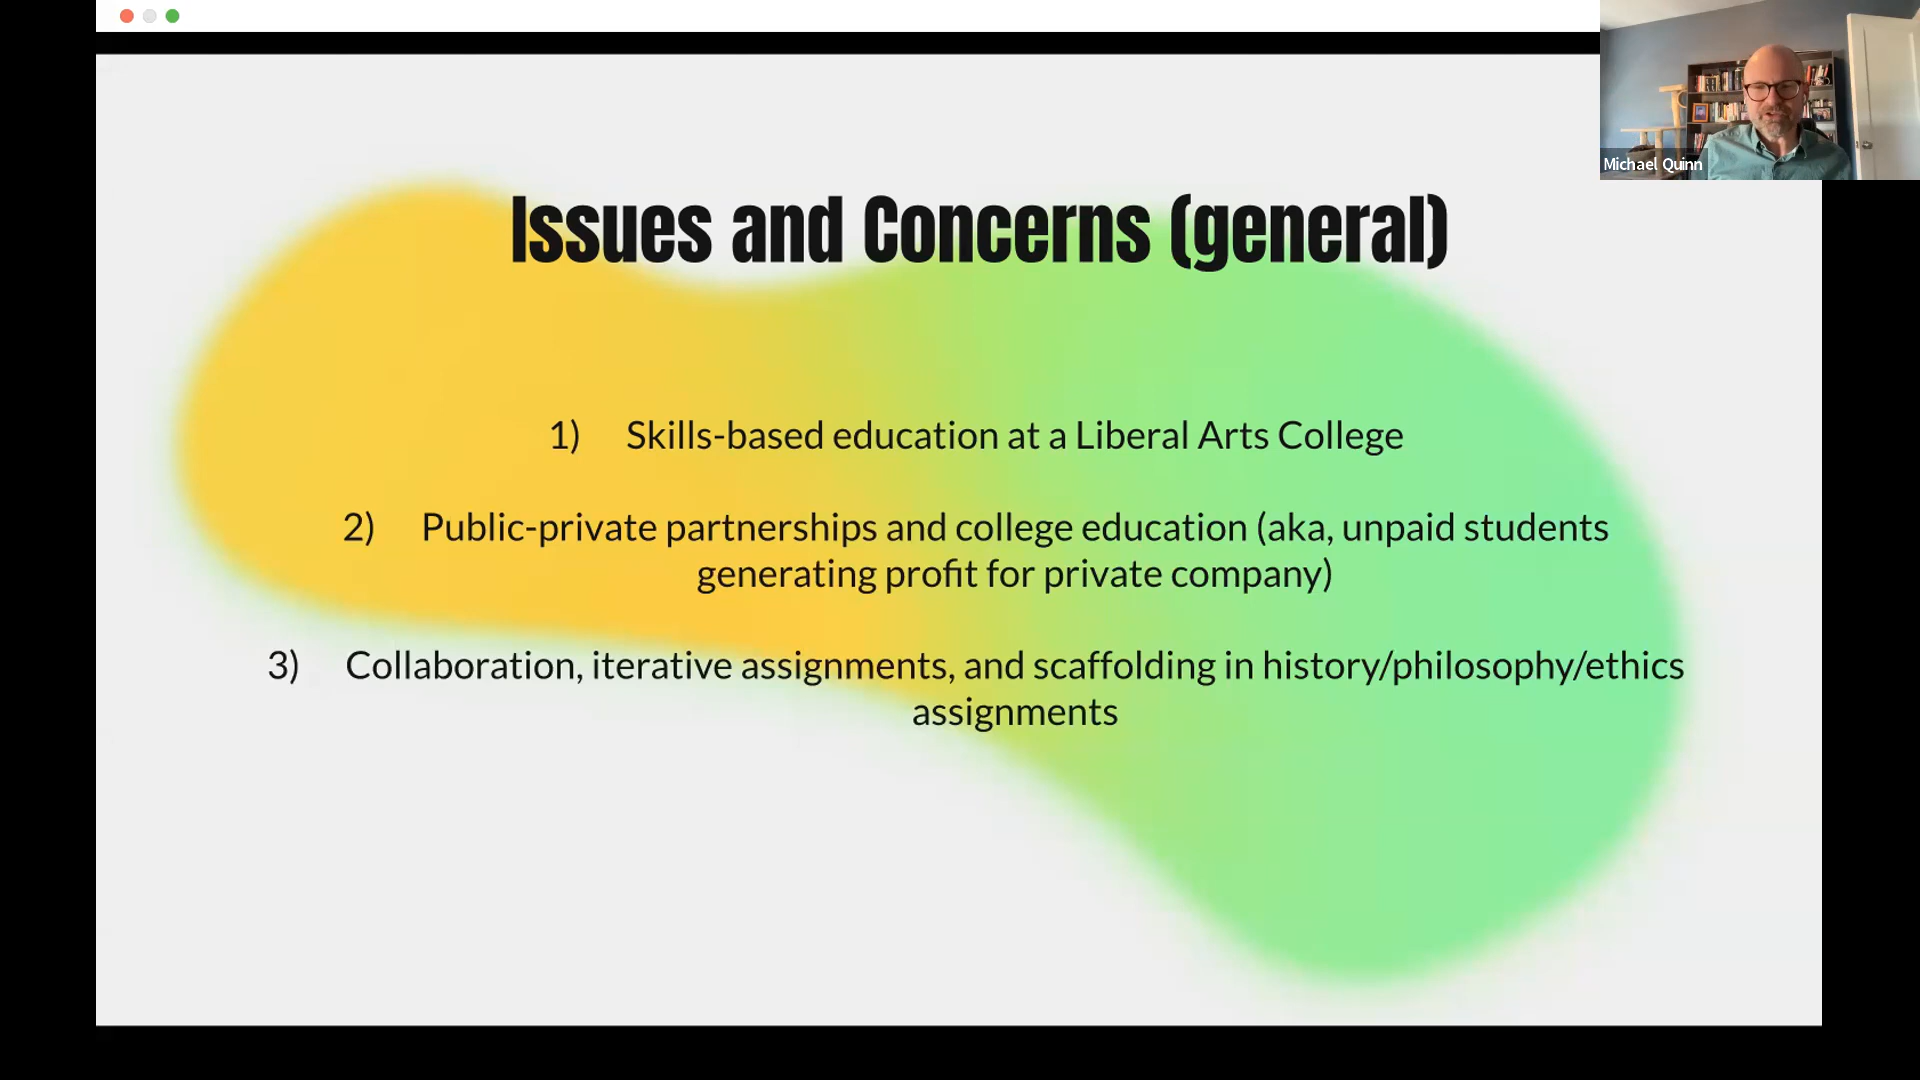 Michael Quinn
Issues and Concerns (general)
1) Skills-based education at a Liberal Arts College
2) Public-private partnerships and college education (aka, unpaid students
generating profit for private company)
3) Collaboration, iterative assignments, and scaffolding in history/philosophy/ethics
assignments